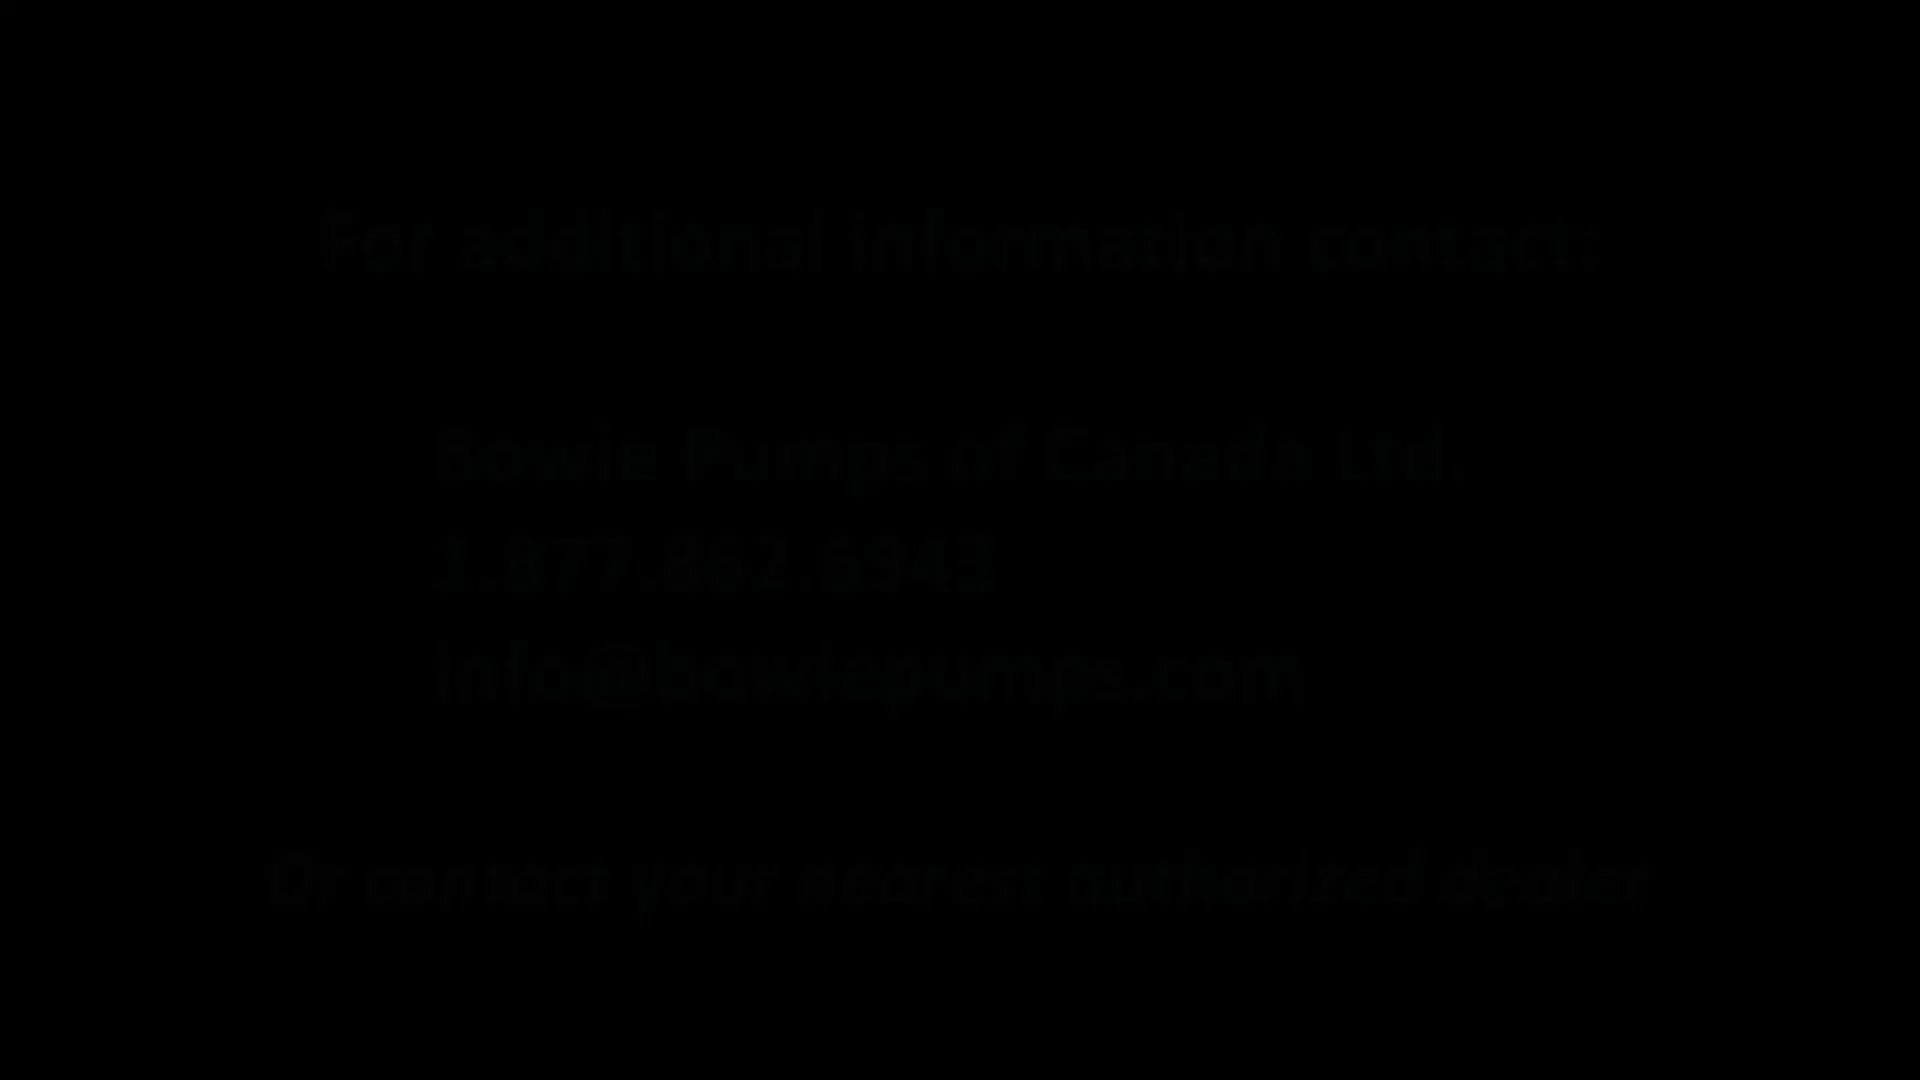 For additional information contact:
Bowie Pumps of Canada Ltd.
1.877.862.6943
info@bowiepumps.com
Or contact your nearest authorized dealer